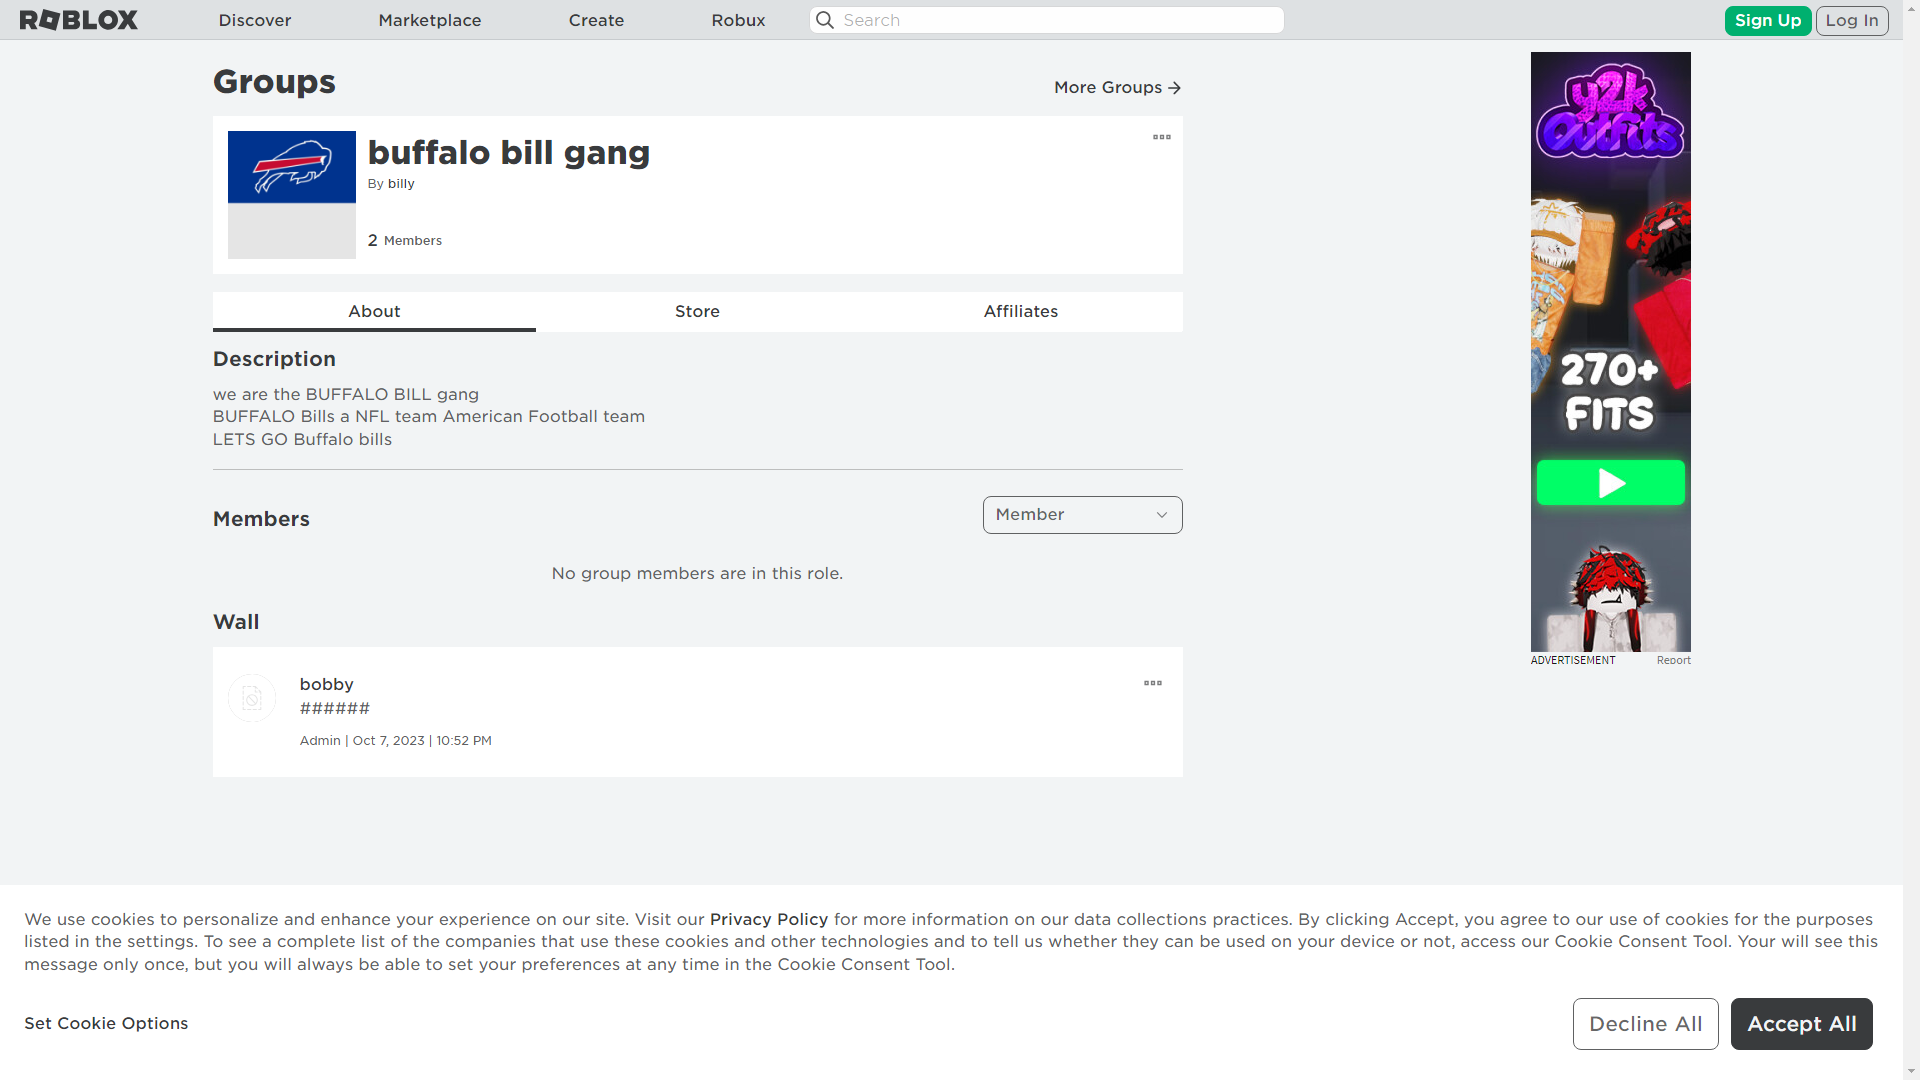 ROBLOX
Discover
Marketplace
Create
Robux
Search
Sign Up
Log In
Groups
More Groups
buffalo bill gang
By billy
2 Members
About
Store
Affiliates
Description
we are the BUFFALO BILL gang
BUFFALO Bills a NFL team American Football team
LETS GO Buffalo bills
Members
Member
No group members are in this role.
Wall
bobby
######
Admin | Oct 7, 2023 | 10:52 PM
y2k
Outfits
270+
FITS
ADVERTISEMENT
Report
We use cookies to personalize and enhance your experience on our site. Visit our Privacy Policy for more information on our data collections practices. By clicking Accept, you agree to our use of cookies for the purposes
listed in the settings. To see a complete list of the companies that use these cookies and other technologies and to tell us whether they can be used on your device or not, access our Cookie Consent Tool. Your will see this
message only once, but you will always be able to set your preferences at any time in the Cookie Consent Tool.
Set Cookie Options
Decline All
Accept All